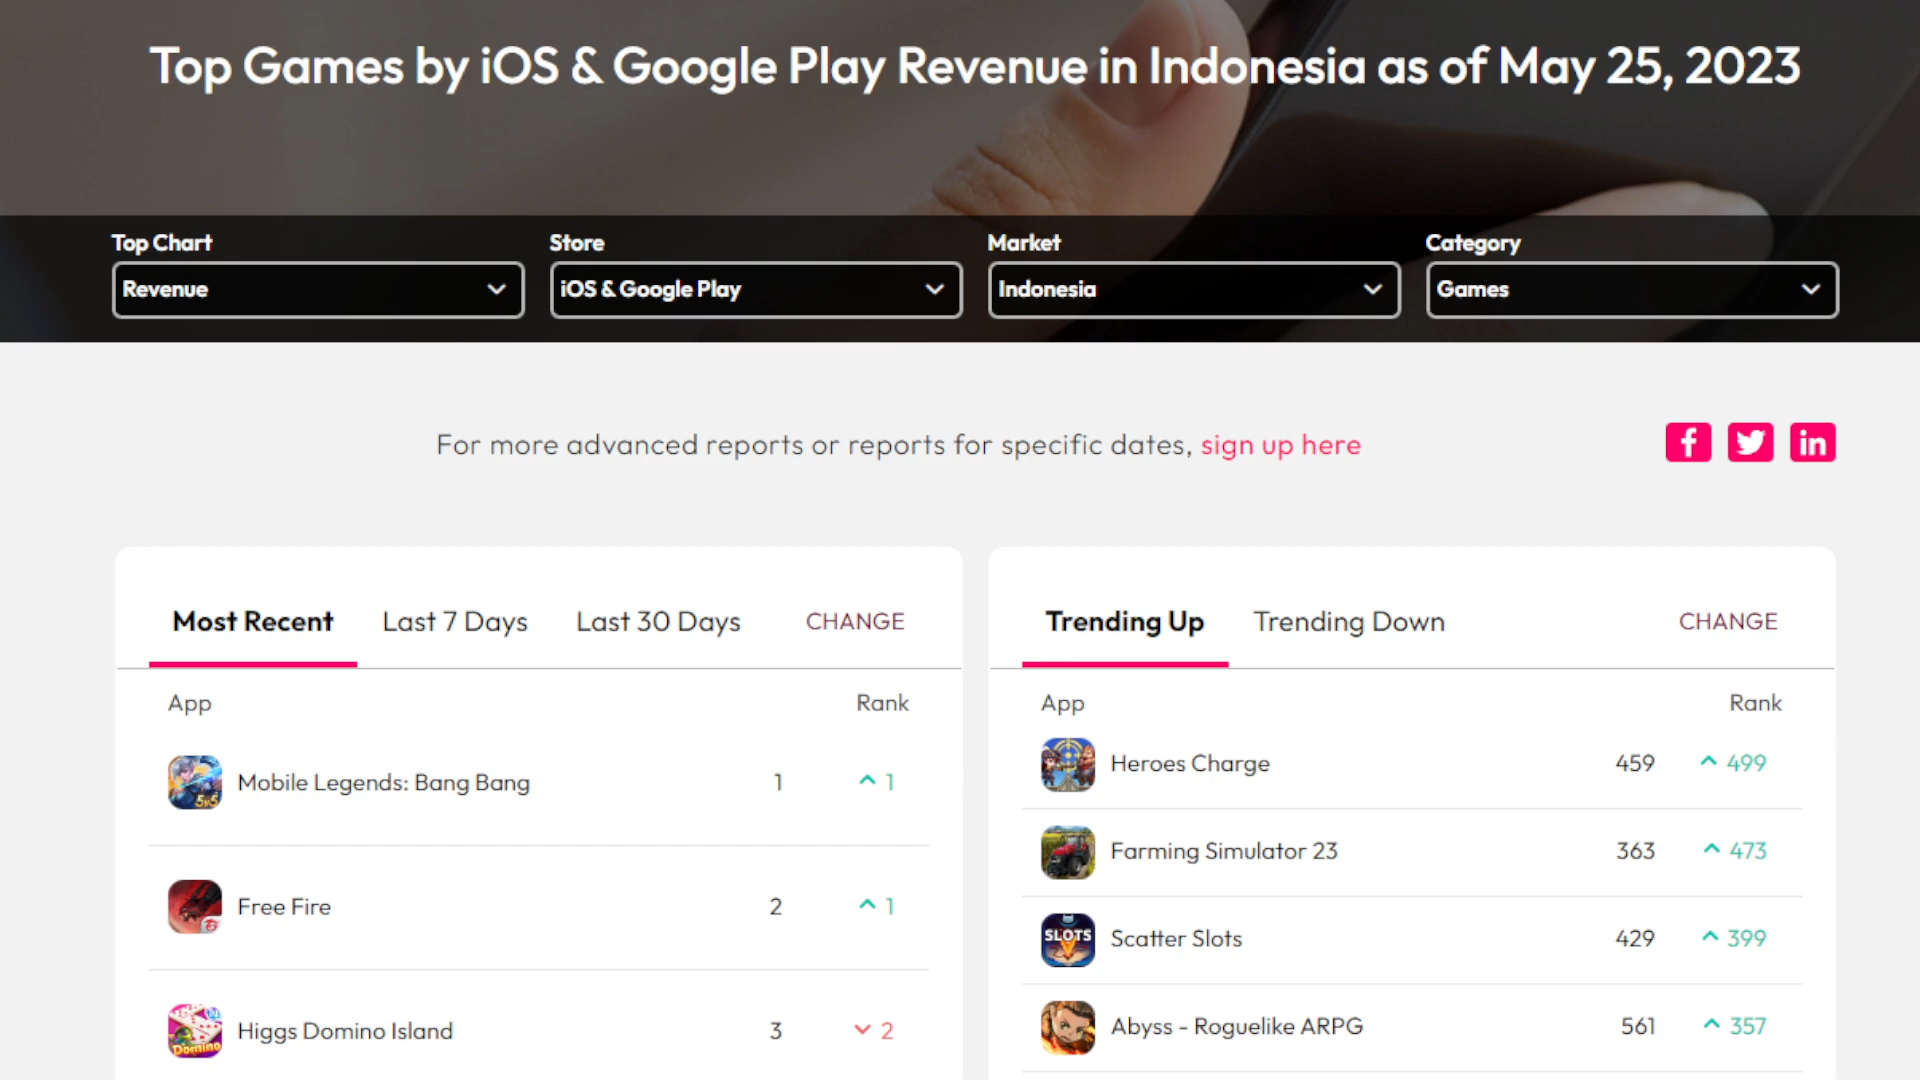 Top Games by iOS & Google Play Revenue in Indonesia as of May 25, 2023
Top Chart Store Market Category
Revenue iOS & Google Play Indonesia Games
For more advanced reports or reports for specific dates, sign up here
Most Recent Last 7 Days Last 30 Days CHANGE
App Rank
Mobile Legends: Bang Bang 1 1
5v5
Free Fire 2 1
Higgs Domino Island 3 2
Domino
Trending Up Trending Down CHANGE
App Rank
Heroes Charge 459 499
Farming Simulator 23 363 473
SLOTS
Scatter Slots 429 399
Abyss - Roguelike ARPG 561 357